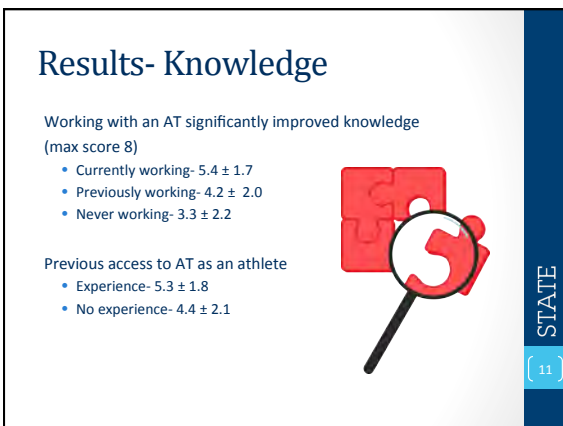 Results- Knowledge
Working with an AT significantly improved knowledge
(max score 8)
• Currently working- 5.4 ± 1.7
• Previously working- 4.2 ± 2.0
• Never working- 3.3 ± 2.2
Previous access to AT as an athlete
• Experience- 5.3 ± 1.8
• No experience- 4.4 ± 2.1
STATE
11